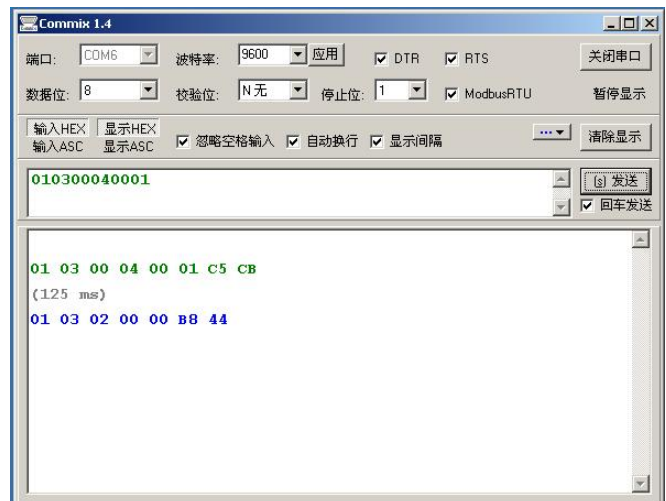 Commix 1.4
端口: COM6 波特率: 9600 应用 DTR RTS 关闭串口
数据位: 8 校验位: N 无 停止位: 1 ModbusRTU 暂停显示
输入HEX 显示HEX
输入ASC 显示ASC 忽略空格输入 自动换行 显示间隔 ... 清除显示
010300040001 (s) 发送
回车发送
01 03 00 04 00 01 C5 CB
(125 ms)
01 03 02 00 00 B8 44